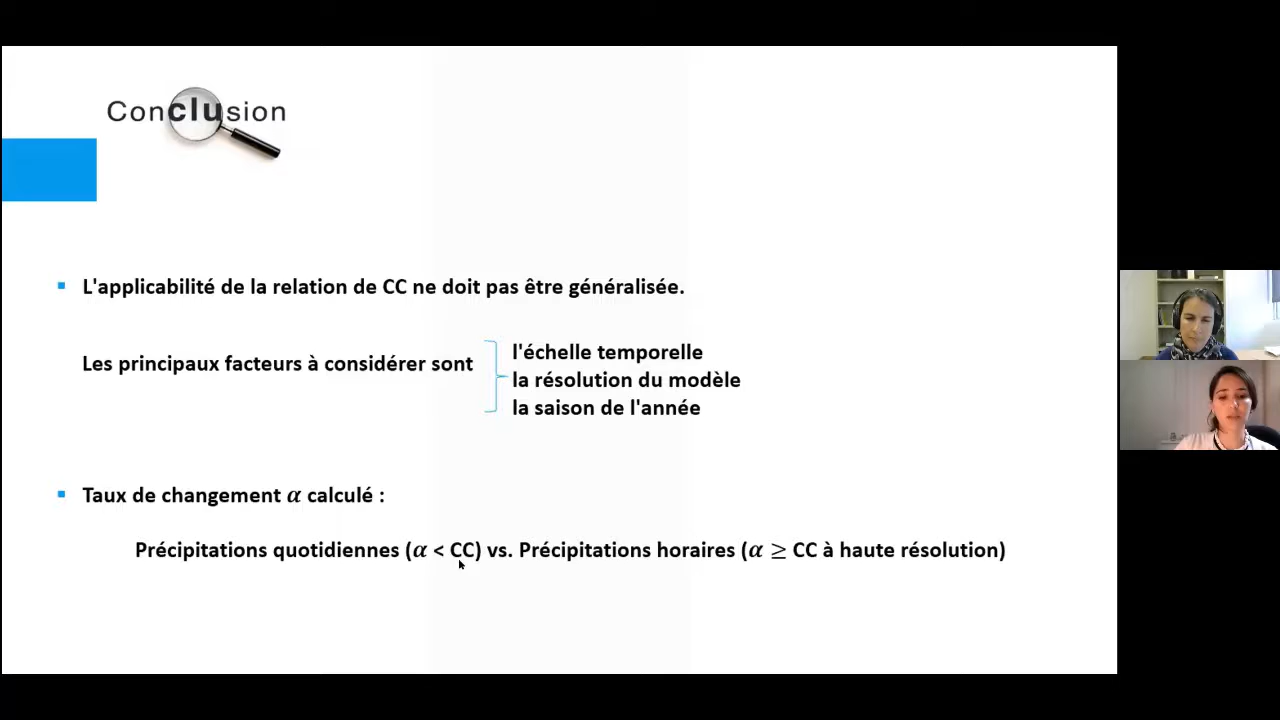 Conclusion
L'applicabilité de la relation de CC ne doit pas être généralisée.
Les principaux facteurs à considérer sont
l'échelle temporelle
la résolution du modèle
la saison de l'année
Taux de changement α calculé :
Précipitations quotidiennes (α < CC) vs. Précipitations horaires (α ≥ CC à haute résolution)